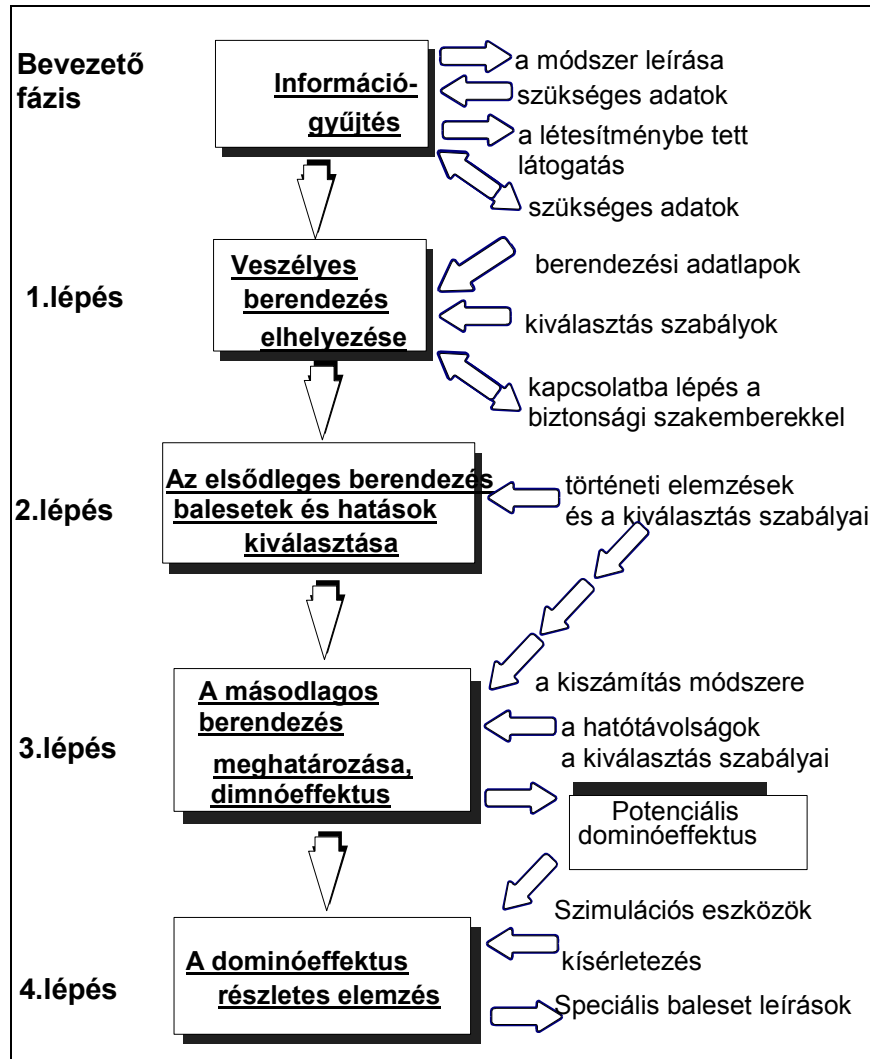 Bevezető
fázis
Információ-
gyűjtés
a módszer leírása
szükséges adatok
a létesítménybe tett
látogatás
szükséges adatok
1.lépés
Veszélyes
berendezés
elhelyezése
berendezési adatlapok
kiválasztás szabályok
kapcsolatba lépés a
biztonsági szakemberekkel
2.lépés
Az elsődleges berendezés
balesetek és hatások
kiválasztása
történeti elemzések
és a kiválasztás szabályai
3.lépés
A másodlagos
berendezés
meghatározása,
dimnóeffektus
a kiszámítás módszere
a hatótávolságok
a kiválasztás szabályai
Potenciális
dominóeffektus
4.lépés
A dominóeffektus
részletes elemzés
Szimulációs eszközök
kísérletezés
Speciális baleset leírások